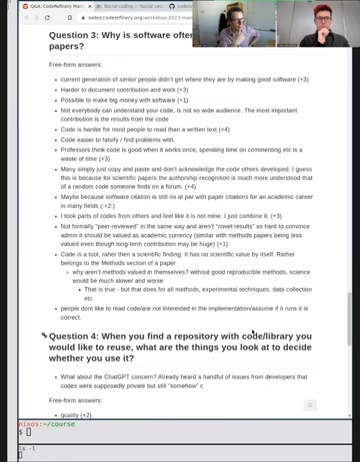 Q&A: CodeRefinery Man
Social coding — Social codi
notes.coderefinery.org/workshop-2023-mar
Question 3: Why is software often
papers?
Free-form answers:
• current generation of senior people didn't get where they are by making good software (+3)
• Harder to document contribution and work (+3)
• Possible to make big money with software (+1)
• Not everybody can understand your code, is not so wide audience. The most important
contribution is the results from the code
• Code is harder for most people to read than a written text (+4)
• Code easier to falsify / find problems with.
• Professors think code is good when it works once, spending time on commenting etc is a
waste of time (+3)
• Many simply just copy and paste and don't acknowledge the code others developed. I guess
this is because for scientific papers the authorship recognition is much more understood that
of a random code someone finds on a forum. (+4)
• Maybe because software citation is still no at par with paper citations for an academic career
in many fields (:+2:)
• I took parts of codes from others and feel like it is not mine. I just combine it. (+3)
• Not formally "peer-reviewed" in the same way and aren't "novel results" so hard to convince
admin it should be valued as academic currency (similar with methods papers being less
valued even though long-term contribution may be huge) (+1)
• Code is a tool, raher then a scientific finding. It has no scientific value by itself. Rather
belongs to the Methods section of a paper
◦ why aren't methods valued in themselves? without good reproducible methods, science
would be much slower and worse
▪ That is true - but that does for all methods, experimental techniques, data collection
etc.
• people dont like to read code/are not interested in the implementation/assume if it runs it is
correct.
Question 4: When you find a repository with code/library you
would like to reuse, what are the things you look at to decide
whether you use it?
• What about the ChatGPT concern? Already heard a handful of issues from developers that
codes were supposedly private but still "somehow" c
Free-form answers:
• quality (+2)
nixos:~/course
$
ls -l